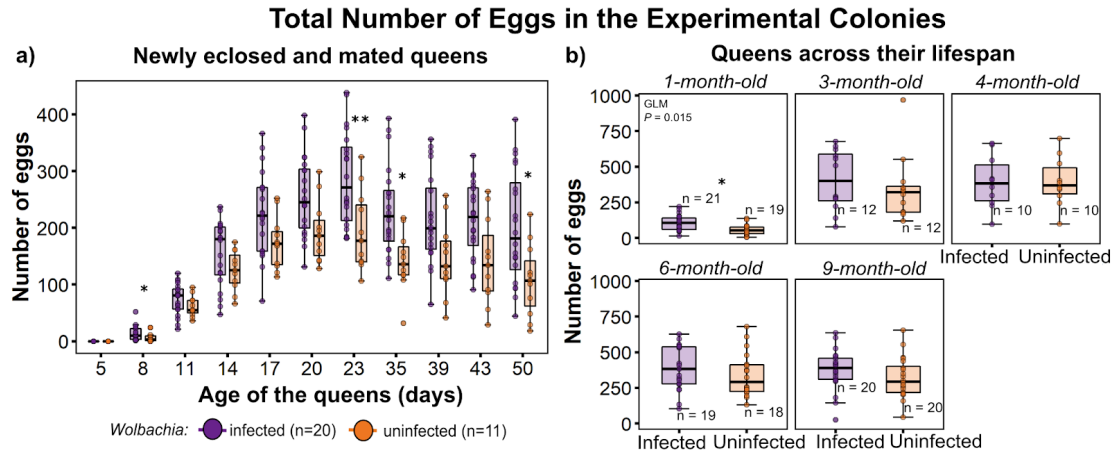 Total Number of Eggs in the Experimental Colonies
a) Newly eclosed and mated queens
Number of eggs
400
300
200
100
0
*
**
*
*
5 8 11 14 17 20 23 35 39 43 50
Age of the queens (days)
Wolbachia: infected (n=20) uninfected (n=11)
b) Queens across their lifespan
1-month-old 3-month-old 4-month-old
Number of eggs
1000
750
500
250
0
GLM
P = 0.015
*
n = 21 n = 19
n = 12 n = 12
n = 10 n = 10
Infected Uninfected
6-month-old 9-month-old
1000
750
500
250
0
n = 19 n = 18
n = 20 n = 20
Infected Uninfected Infected Uninfected